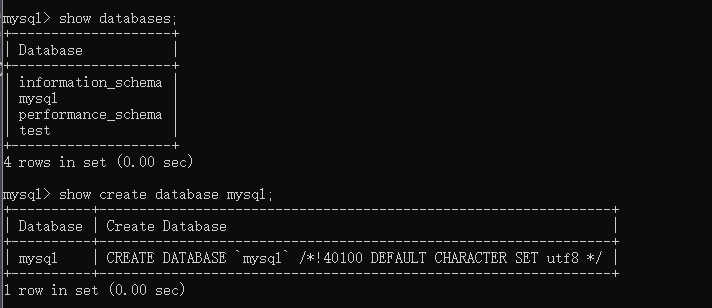 mysql> show databases;
+--------------------+
| Database           |
+--------------------+
| information_schema |
| mysql              |
| performance_schema |
| test               |
+--------------------+
4 rows in set (0.00 sec)
mysql> show create database mysql;
+----------+----------------------------------------------------------------+
| Database | Create Database                                                |
+----------+----------------------------------------------------------------+
| mysql    | CREATE DATABASE `mysql` /*!40100 DEFAULT CHARACTER SET utf8 */ |
+----------+----------------------------------------------------------------+
1 row in set (0.00 sec)